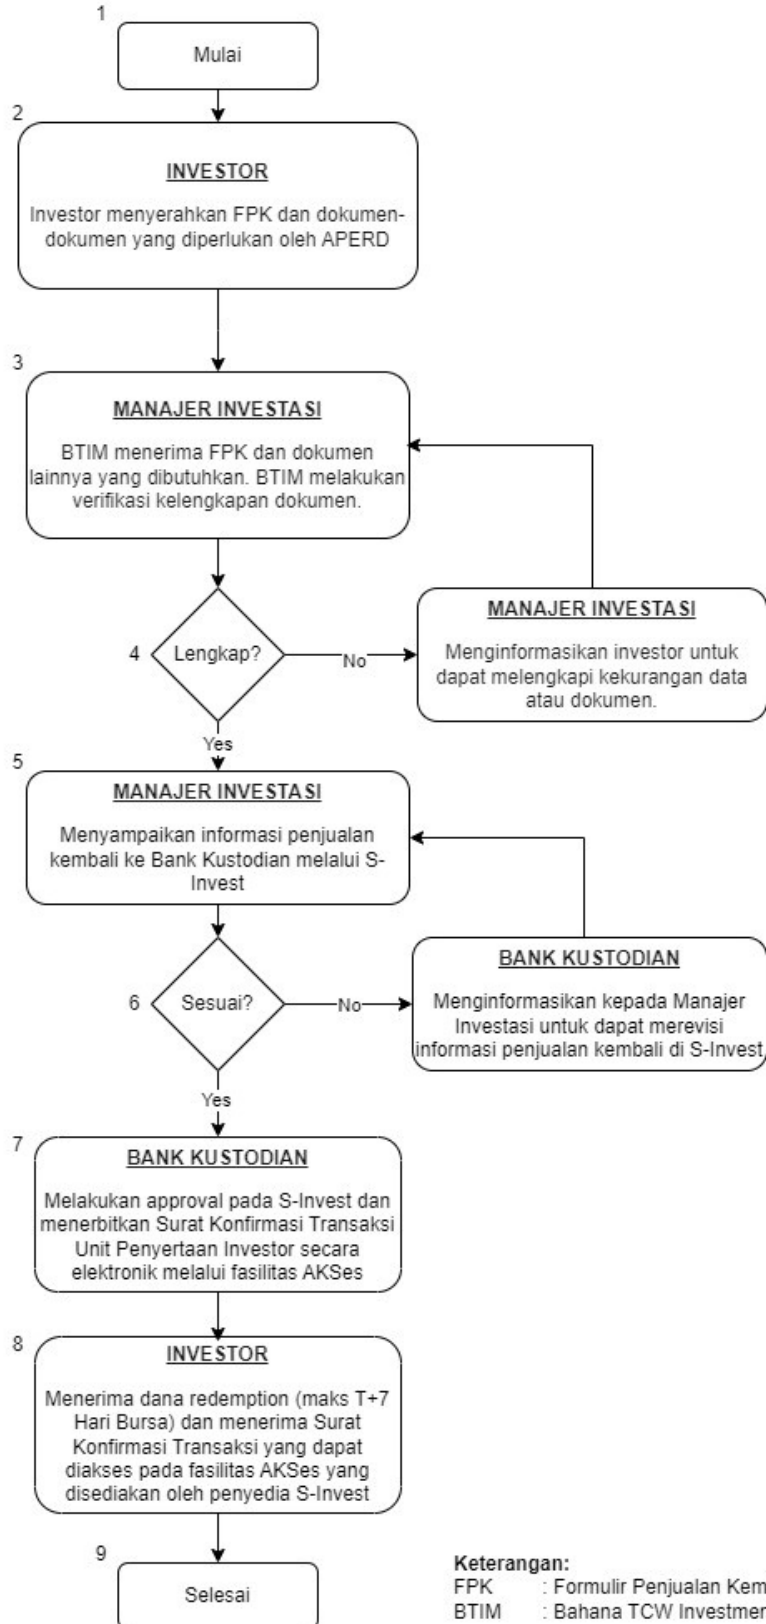 1
Mulai
2
INVESTOR
Investor menyerahkan FPK dan dokumen-
dokumen yang diperlukan oleh APERD
3
MANAJER INVESTASI
BTIM menerima FPK dan dokumen
lainnya yang dibutuhkan. BTIM melakukan
verifikasi kelengkapan dokumen.
4
Lengkap?
No
MANAJER INVESTASI
Menginformasikan investor untuk
dapat melengkapi kekurangan data
atau dokumen.
Yes
5
MANAJER INVESTASI
Menyampaikan informasi penjualan
kembali ke Bank Kustodian melalui S-
Invest
6
Sesuai?
No
BANK KUSTODIAN
Menginformasikan kepada Manajer
Investasi untuk dapat merevisi
informasi penjualan kembali di S-Invest.
Yes
7
BANK KUSTODIAN
Melakukan approval pada S-Invest dan
menerbitkan Surat Konfirmasi Transaksi
Unit Penyertaan Investor secara
elektronik melalui fasilitas AKSes
8
INVESTOR
Menerima dana redemption (maks T+7
Hari Bursa) dan menerima Surat
Konfirmasi Transaksi yang dapat
diakses pada fasilitas AKSes yang
disediakan oleh penyedia S-Invest
9
Selesai
Keterangan:
FPK : Formulir Penjualan Kem
BTIM : Bahana TCW Investmen